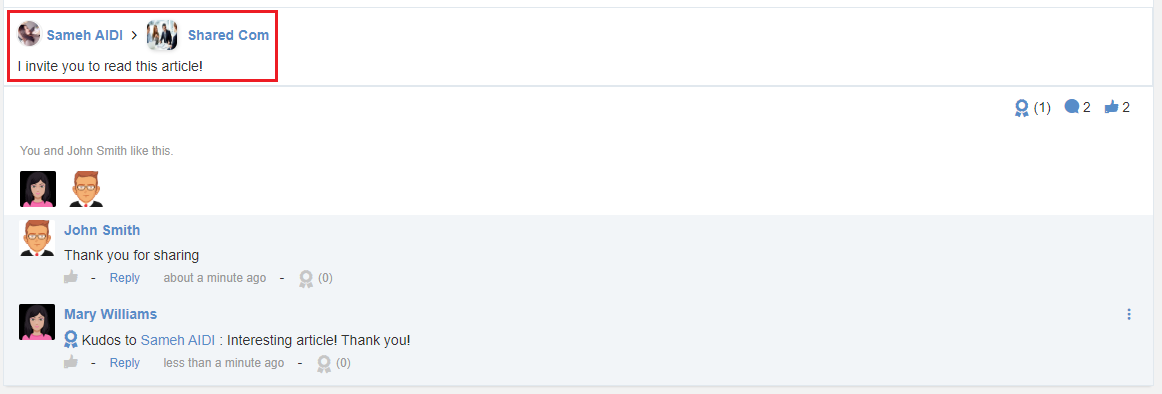 Sameh AIDI > Shared Com
I invite you to read this article!
(1) 2 2
You and John Smith like this.
John Smith
Thank you for sharing
- Reply about a minute ago - (0)
Mary Williams
Kudos to Sameh AIDI : Interesting article! Thank you!
- Reply less than a minute ago - (0)